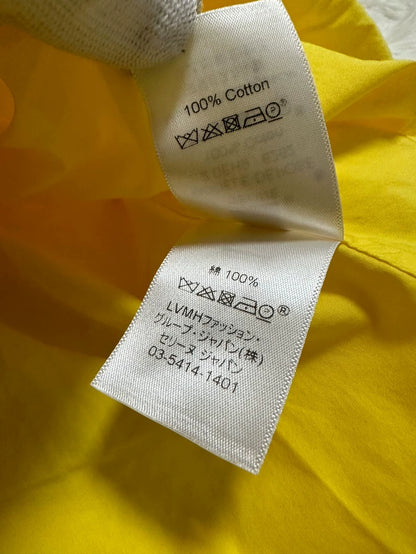 100% Cotton
綿 100%
LVMHファッション・
グループ・ジャパン(株)
セリーヌ ジャパン
03-5414-1401